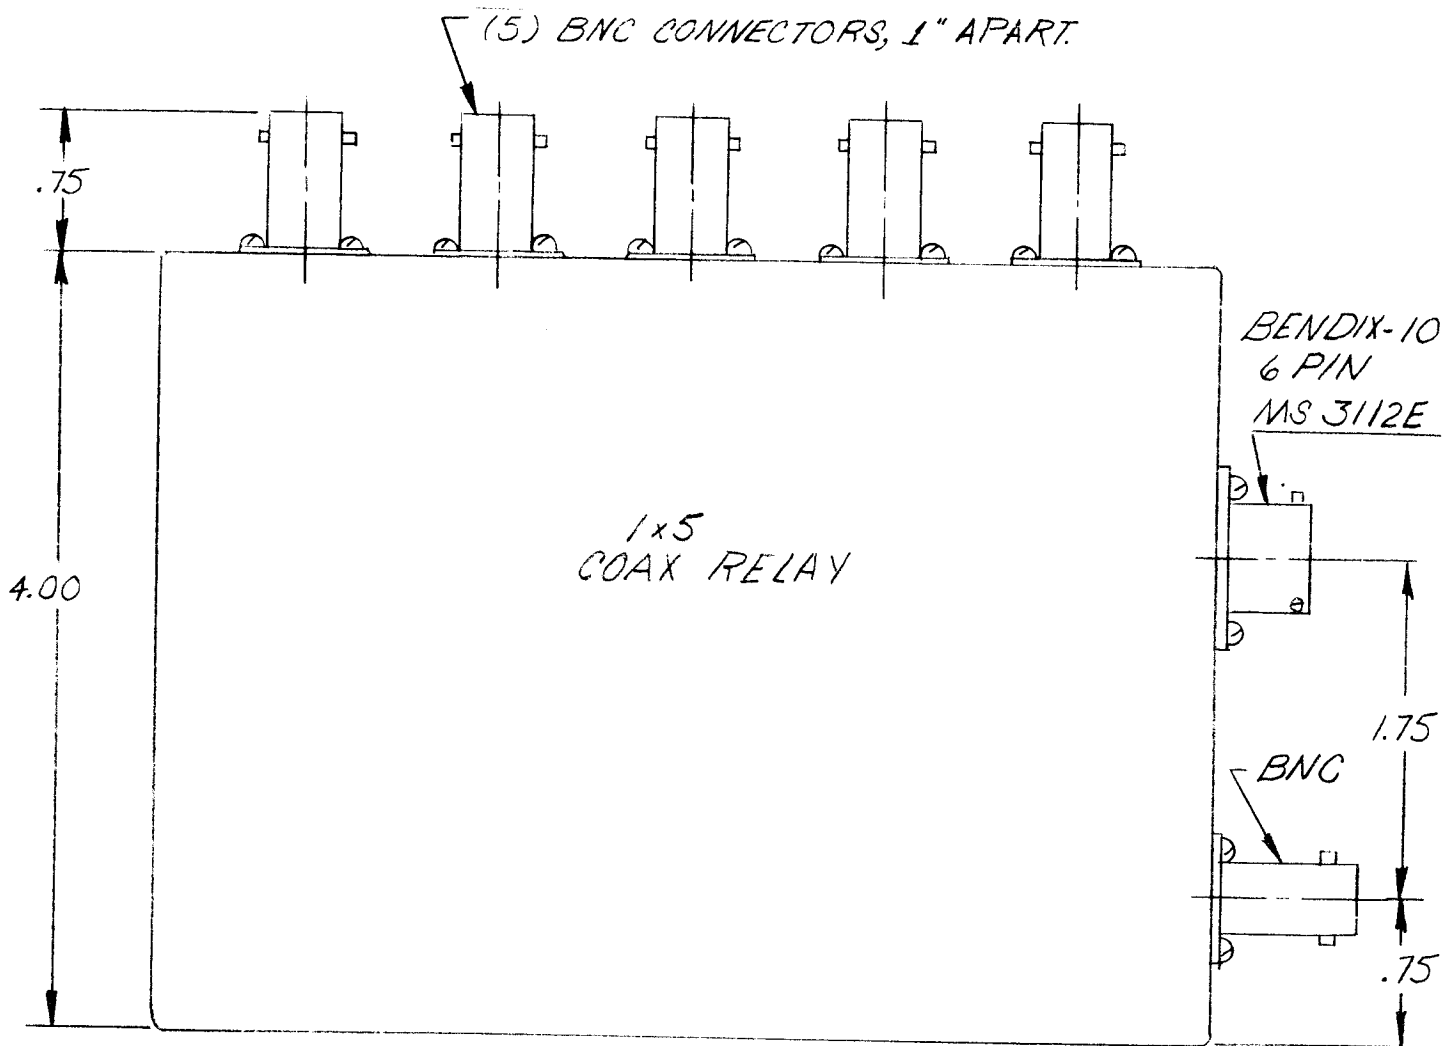 (5) BNC CONNECTORS, 1" APART.
.75
BENDIX-10
6 PIN
MS 3112E
1x5
COAX RELAY
4.00
1.75
BNC
.75